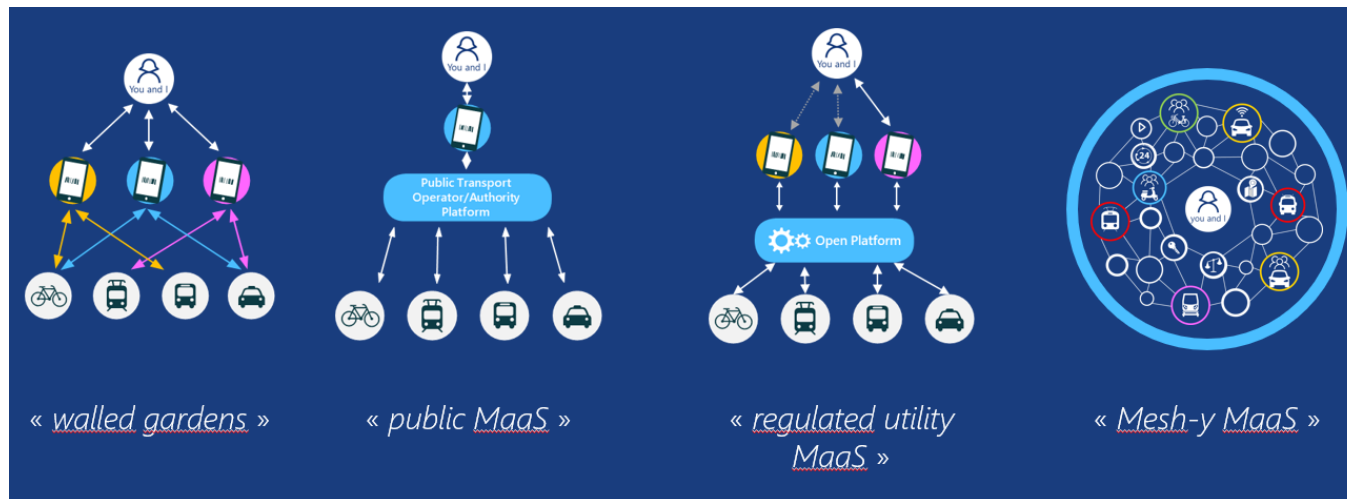 You and I
You and I
Public Transport
Operator/Authority
Platform
You and I
Open Platform
24
you and I
« walled gardens »
« public MaaS »
« regulated utility
MaaS »
« Mesh-y MaaS »